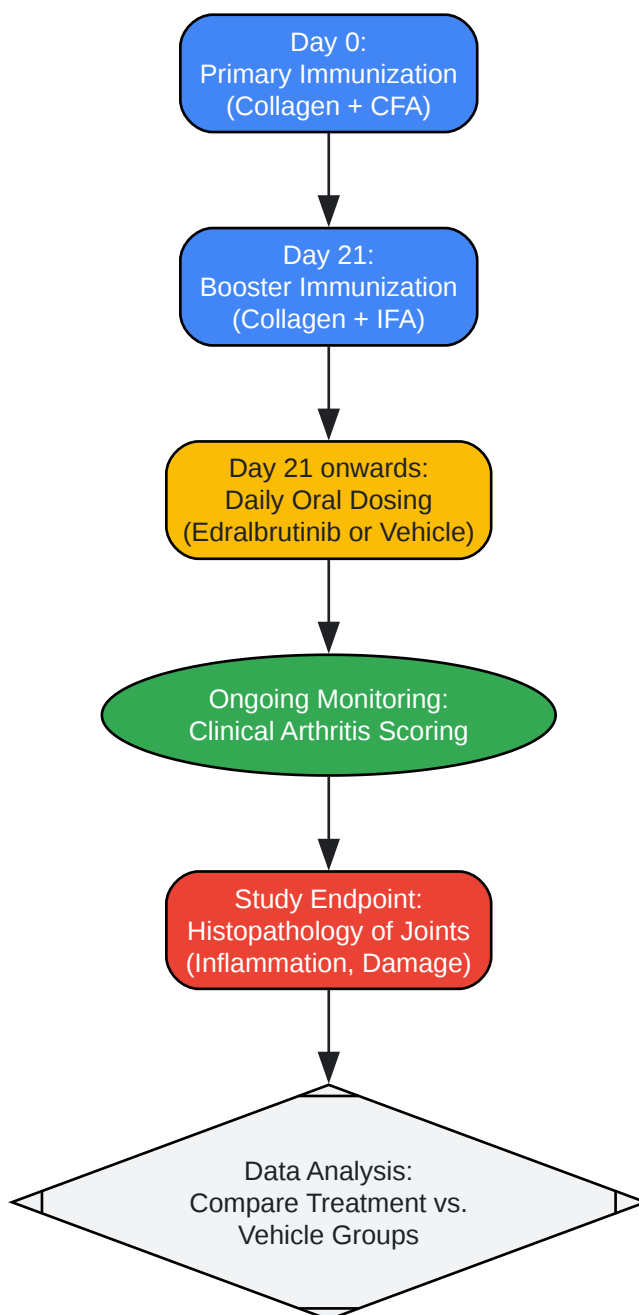 Day 0:
Primary Immunization
(Collagen + CFA)
Day 21:
Booster Immunization
(Collagen + IFA)
Day 21 onwards:
Daily Oral Dosing
(Edralbrutinib or Vehicle)
Ongoing Monitoring:
Clinical Arthritis Scoring
Study Endpoint:
Histopathology of Joints
(Inflammation, Damage)
Data Analysis:
Compare Treatment vs.
Vehicle Groups